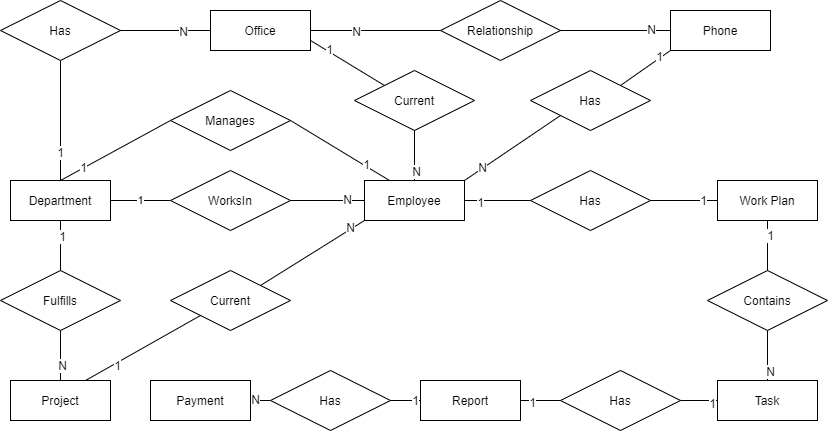 Has
N
Office
N
Relationship
N
Phone
1
Current
N
1
Has
N
1
1
Manages
1
Department
1
WorksIn
N
Employee
1
Has
1
Work Plan
1
Fulfills
N
N
Current
1
1
Contains
N
Project
Payment
N
Has
1
Report
1
Has
1
Task